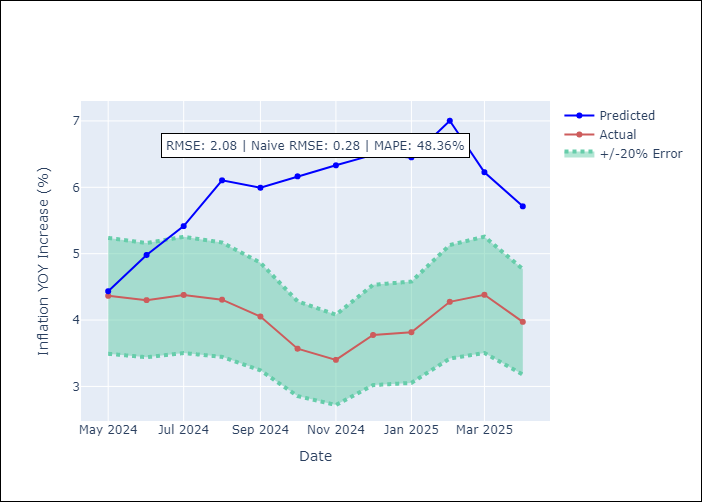 RMSE: 2.08 | Naive RMSE: 0.28 | MAPE: 48.36%
Predicted
Actual
+/-20% Error
Inflation YOY Increase (%)
7
6
5
4
3
May 2024
Jul 2024
Sep 2024
Nov 2024
Jan 2025
Mar 2025
Date